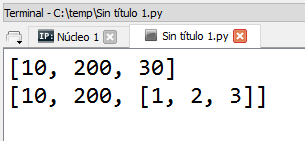 Terminal - C:\temp\Sin título 1.py
IP: Núcleo 1 Sin título 1.py
[10, 200, 30]
[10, 200, [1, 2, 3]]